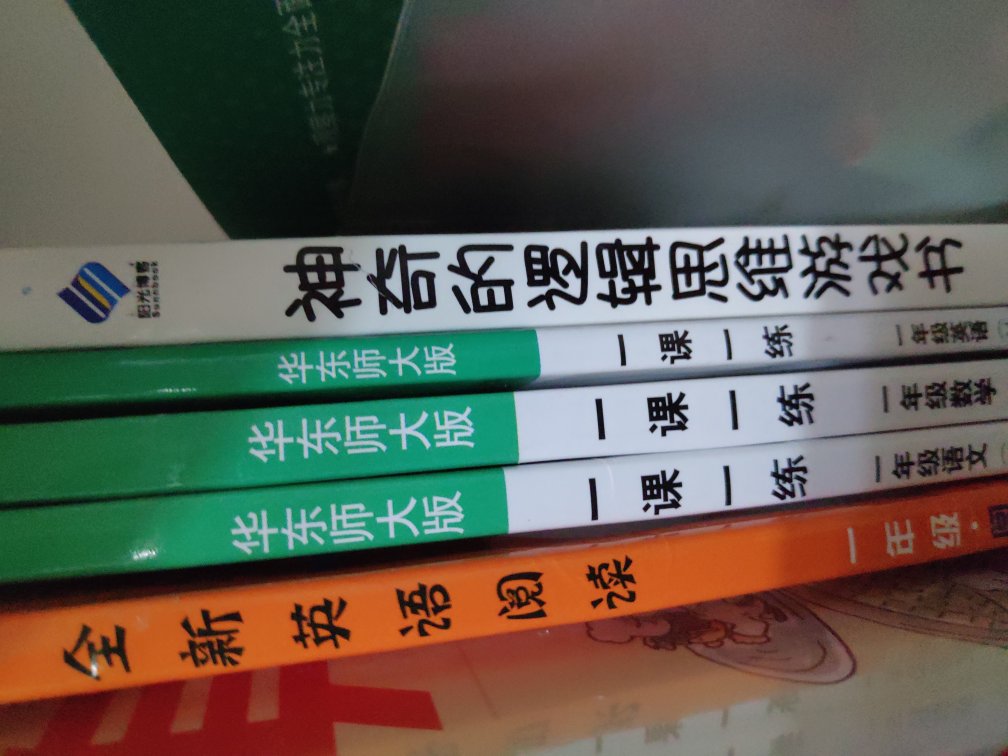 阳光博客
Sunnbook
神奇的逻辑思维游戏书
华东师大版 一课一练 一年级英语
华东师大版 一课一练 一年级数学
华东师大版 一课一练 一年级语文
全新英语阅读 一年级·